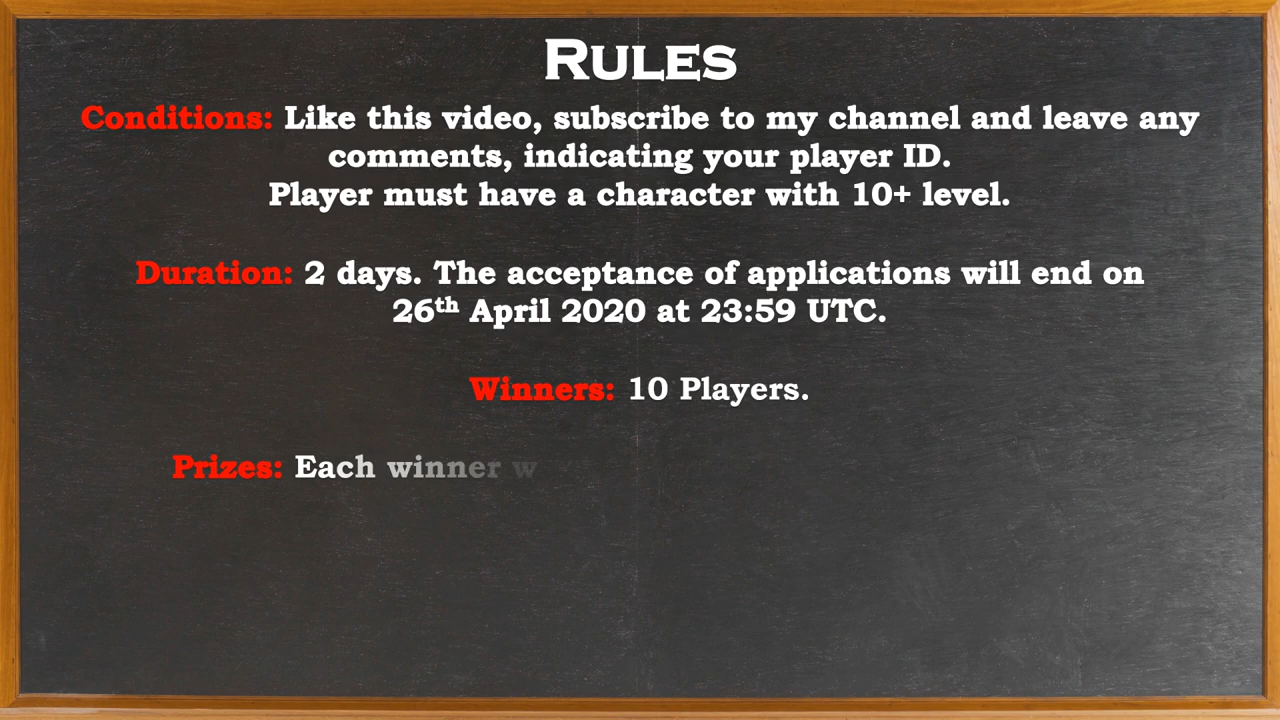 Rules
Conditions: Like this video, subscribe to my channel and leave any
comments, indicating your player ID.
Player must have a character with 10+ level.
Duration: 2 days. The acceptance of applications will end on
26th April 2020 at 23:59 UTC.
Winners: 10 Players.
Prizes: Each winner w